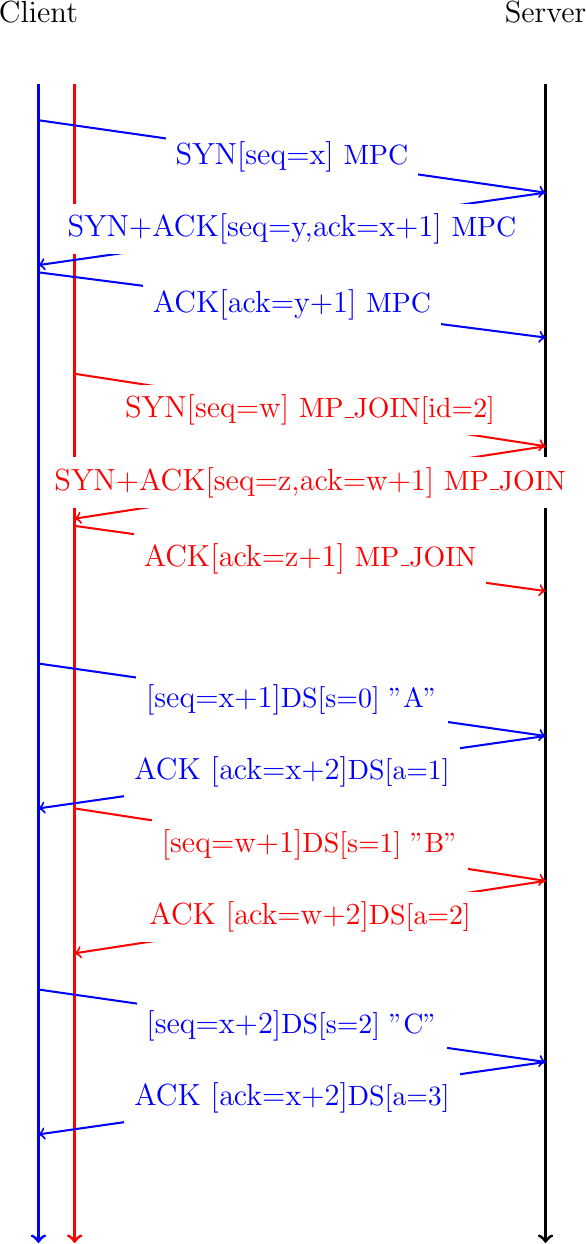 Client Server
SYN[seq=x] MPC
SYN+ACK[seq=y,ack=x+1] MPC
ACK[ack=y+1] MPC
SYN[seq=w] MP_JOIN[id=2]
SYN+ACK[seq=z,ack=w+1] MP_JOIN
ACK[ack=z+1] MP_JOIN
[seq=x+1]DS[s=0] ”A”
ACK [ack=x+2]DS[a=1]
[seq=w+1]DS[s=1] ”B”
ACK [ack=w+2]DS[a=2]
[seq=x+2]DS[s=2] ”C”
ACK [ack=x+2]DS[a=3]